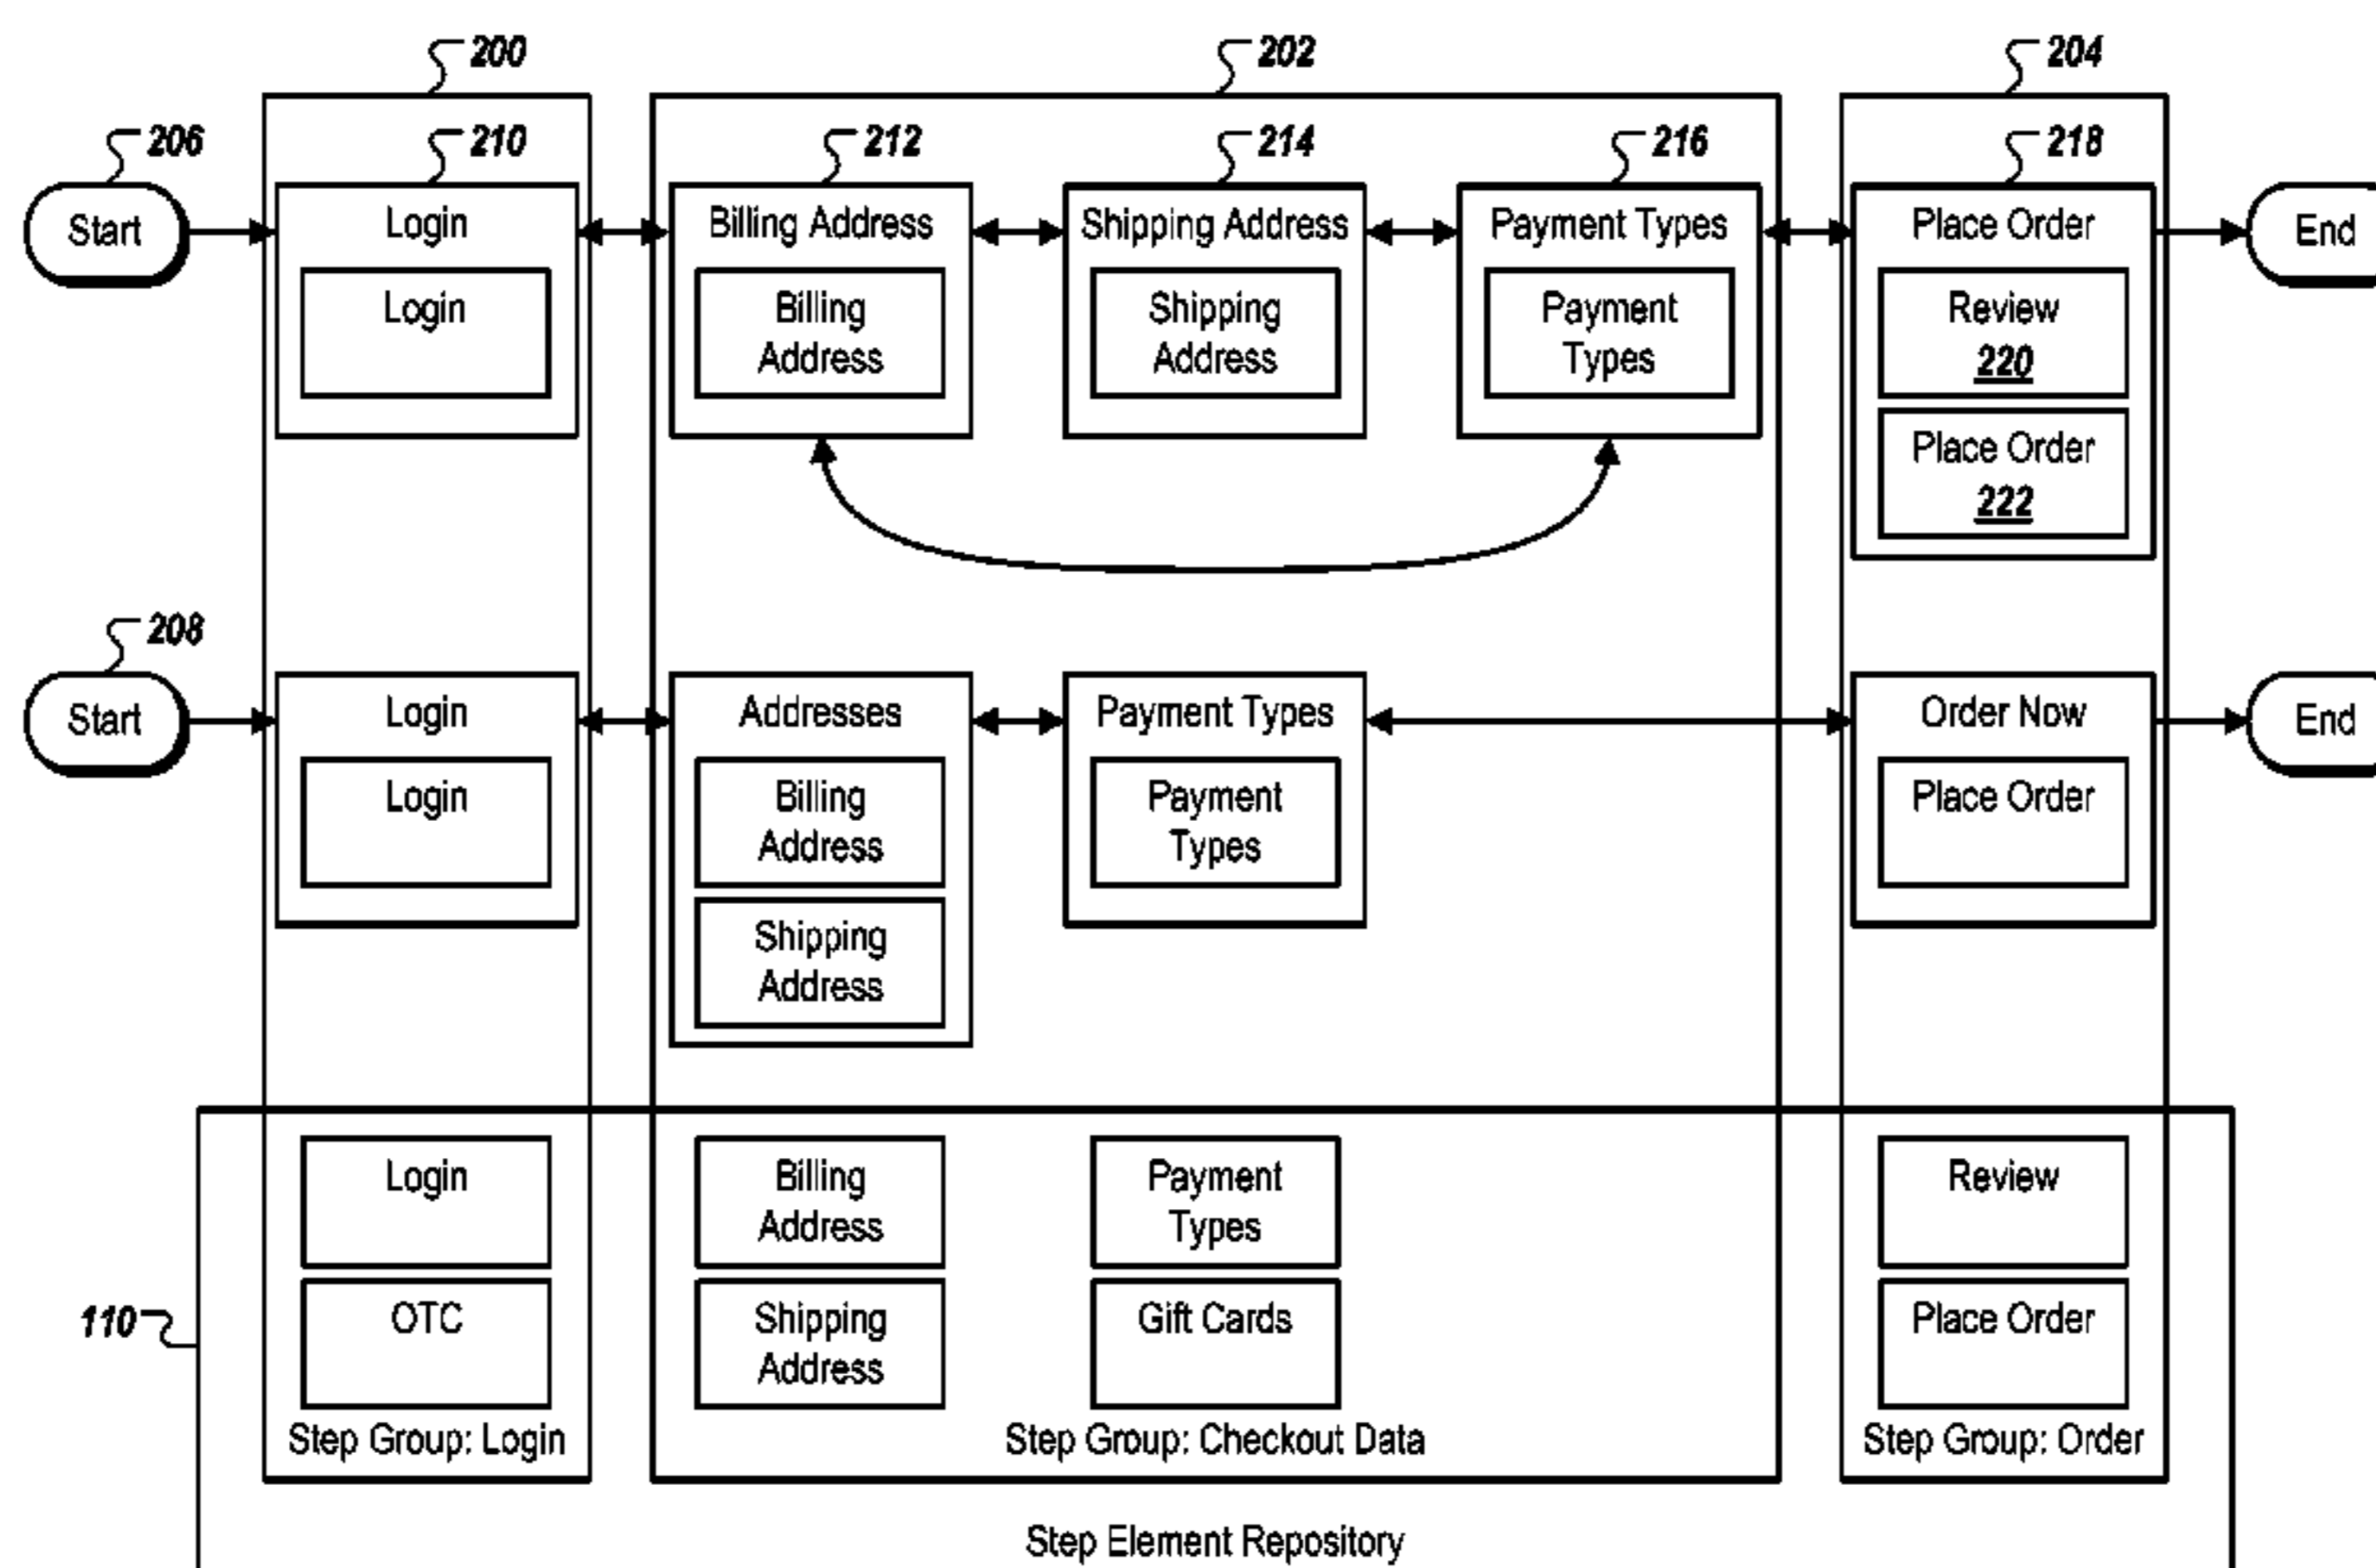 200
202
204
206
210
212
214
216
218
Start
Login
Billing Address
Shipping Address
Payment Types
Place Order
End
Login
Billing
Address
Shipping
Address
Payment
Types
Review
220
Place Order
222
208
Start
Login
Addresses
Payment Types
Order Now
End
Login
Billing
Address
Payment
Types
Place Order
Shipping
Address
Login
Billing
Address
Payment
Types
Review
110
OTC
Shipping
Address
Gift Cards
Place Order
Step Group: Login
Step Group: Checkout Data
Step Group: Order
Step Element Repository